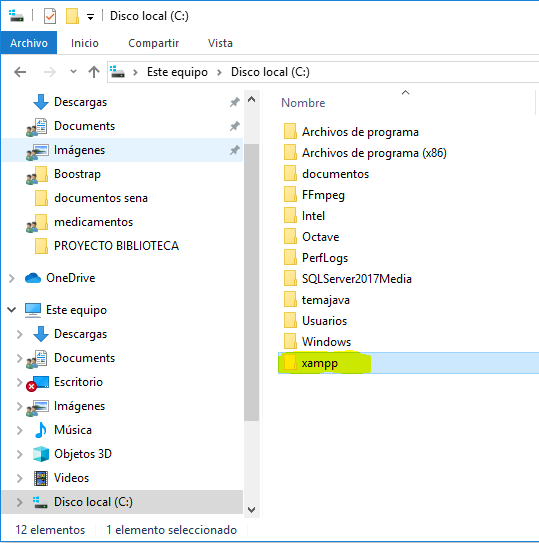 Disco local (C:)
Archivo Inicio Compartir Vista
Este equipo Disco local (C:)
Descargas
Documents
Imágenes
Boostrap
documentos sena
medicamentos
PROYECTO BIBLIOTECA
OneDrive
Este equipo
Descargas
Documents
Escritorio
Imágenes
Música
Objetos 3D
Videos
Disco local (C:)
Nombre
Archivos de programa
Archivos de programa (x86)
documentos
FFmpeg
Intel
Octave
PerfLogs
SQLServer2017Media
temajava
Usuarios
Windows
xampp
12 elementos 1 elemento seleccionado